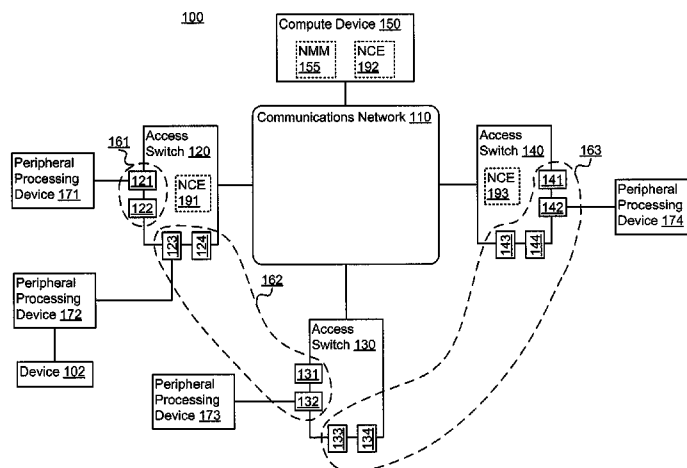 100
Compute Device 150
NMM 155
NCE 192
Communications Network 110
161
Access
Switch 120
121
122
NCE
191
123
124
Peripheral
Processing
Device 171
Peripheral
Processing
Device 172
Device 102
162
Access
Switch 130
131
132
133
134
Peripheral
Processing
Device 173
Access
Switch 140
163
NCE
193
141
142
143
144
Peripheral
Processing
Device 174